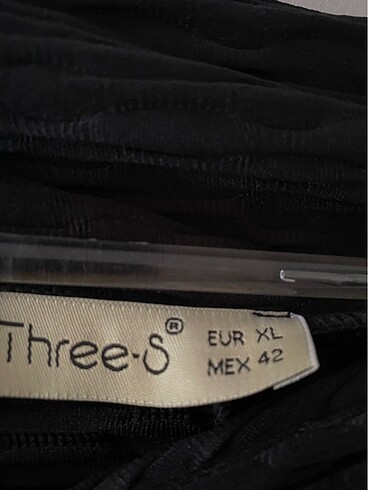 Three-S®
EUR XL
MEX 42